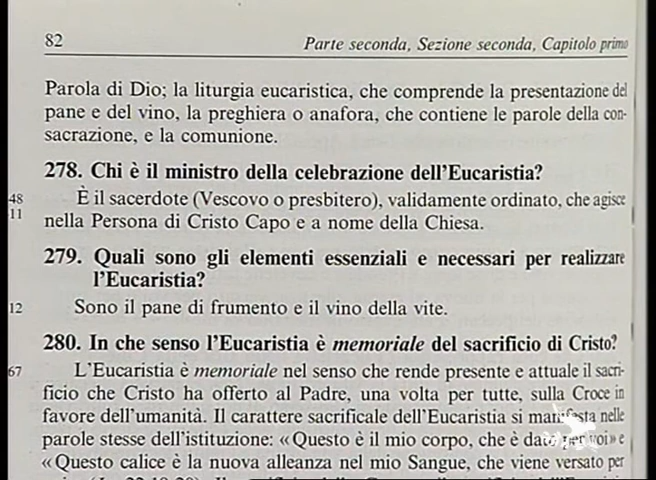 82
Parte seconda, Sezione seconda, Capitolo primo
Parola di Dio; la liturgia eucaristica, che comprende la presentazione del
pane e del vino, la preghiera o anafora, che contiene le parole della con-
sacrazione, e la comunione.
278. Chi è il ministro della celebrazione dell'Eucaristia?
48
È il sacerdote (Vescovo o presbitero), validamente ordinato, che agisce
11
nella Persona di Cristo Capo e a nome della Chiesa.
279. Quali sono gli elementi essenziali e necessari per realizzare
l'Eucaristia?
12
Sono il pane di frumento e il vino della vite.
280. In che senso l'Eucaristia è memoriale del sacrificio di Cristo?
67
L'Eucaristia è memoriale nel senso che rende presente e attuale il sacri-
ficio che Cristo ha offerto al Padre, una volta per tutte, sulla Croce in
favore dell'umanità. Il carattere sacrificale dell'Eucaristia si manifesta nelle
parole stesse dell'istituzione: «Questo è il mio corpo, che è dato per voi» e
«Questo calice è la nuova alleanza nel mio Sangue, che viene versato per